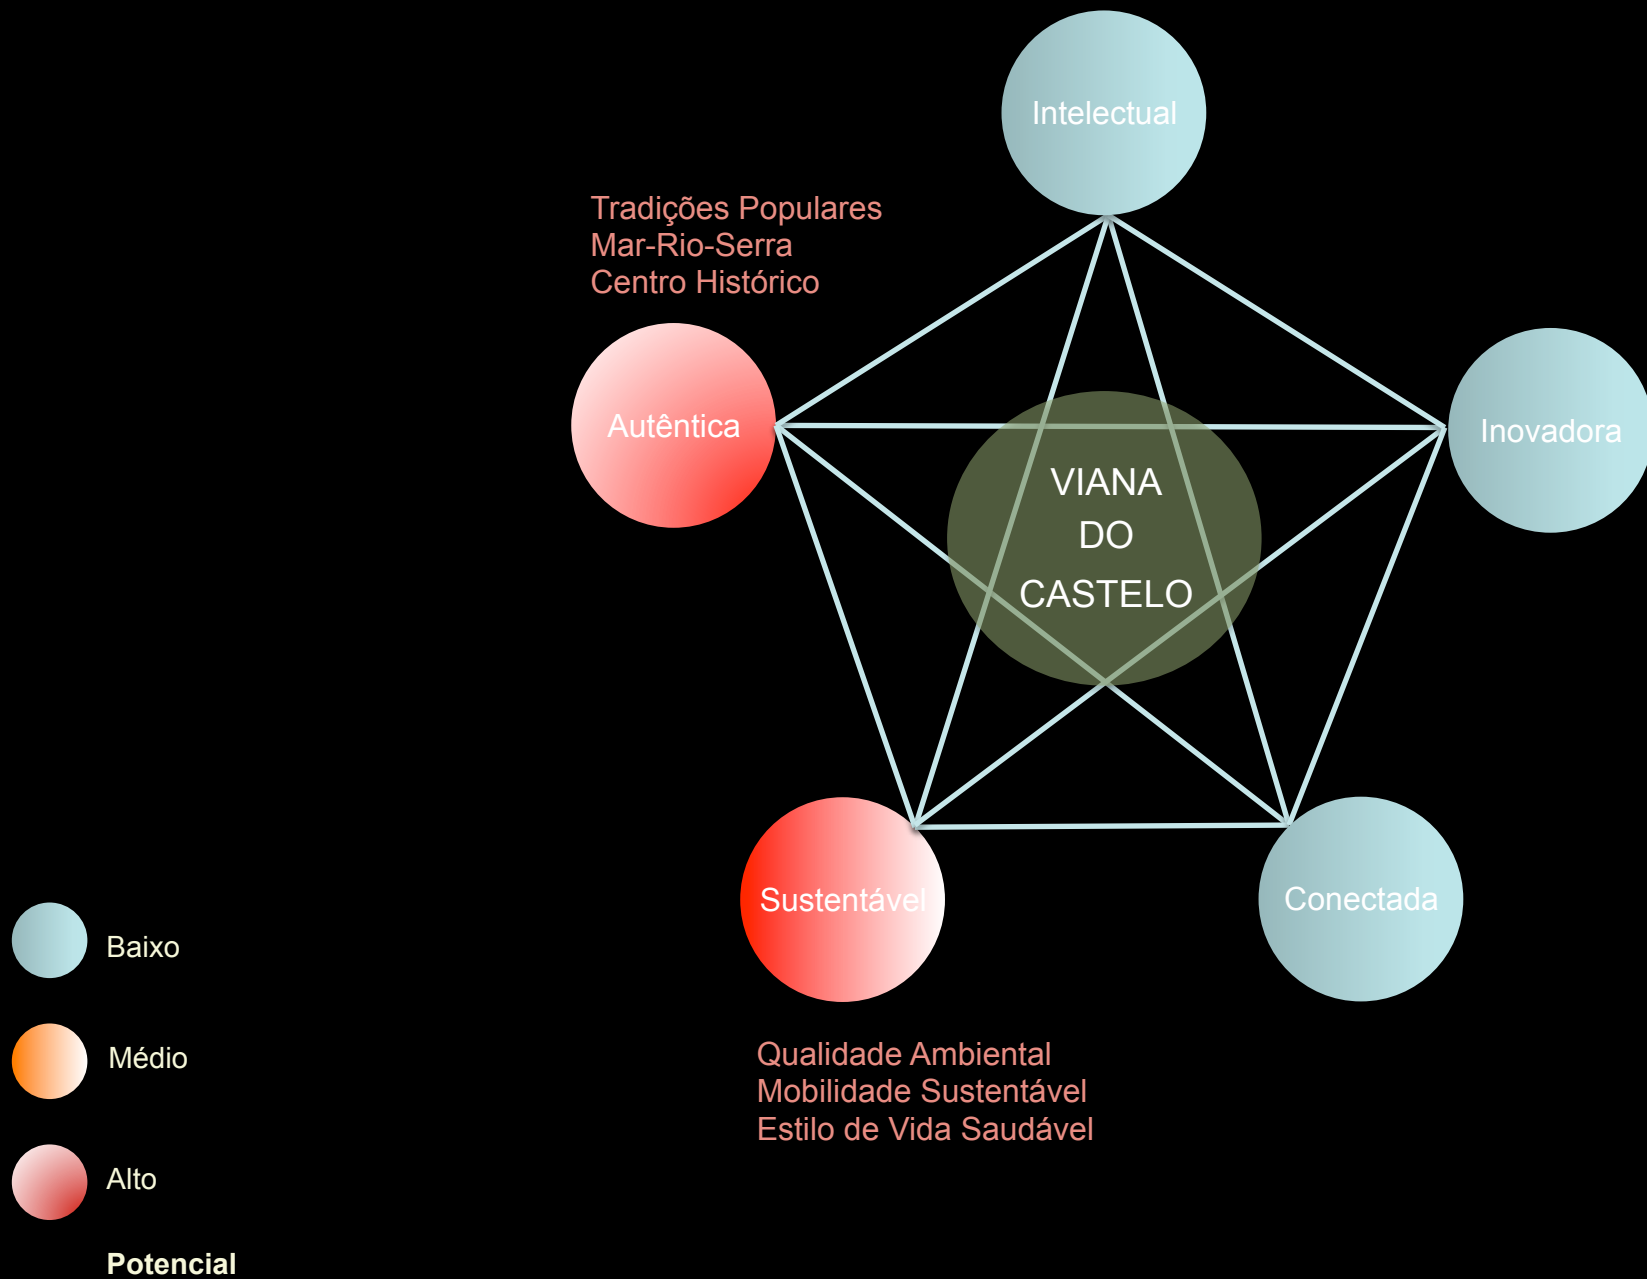 Intelectual
Tradições Populares
Mar-Rio-Serra
Centro Histórico
Autêntica
Inovadora
VIANA
DO
CASTELO
Sustentável
Conectada
Qualidade Ambiental
Mobilidade Sustentável
Estilo de Vida Saudável
Baixo
Médio
Alto
Potencial